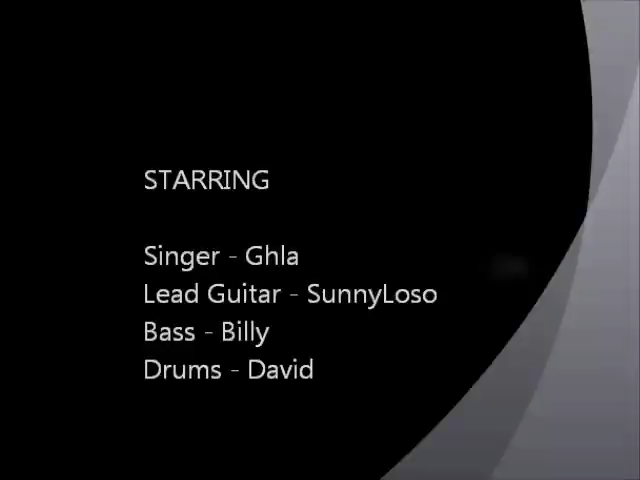 STARRING
Singer - Ghla
Lead Guitar - SunnyLoso
Bass - Billy
Drums - David